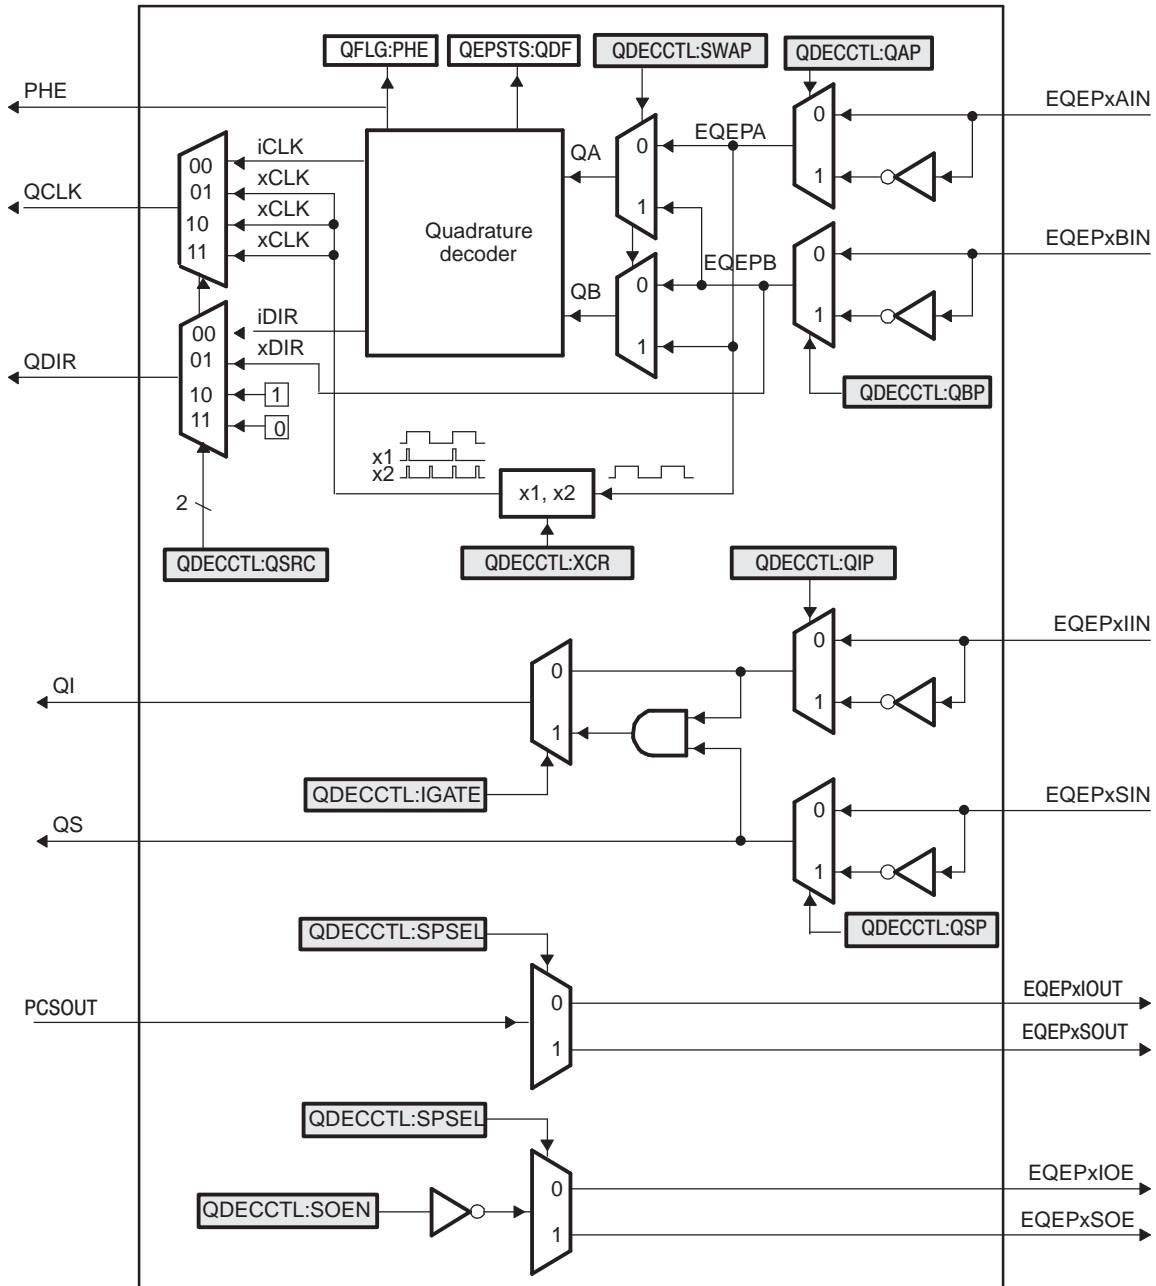 QFLG:PHE
QEPSTS:QDF
QDECCTL:SWAP
QDECCTL:QAP
PHE
EQEPxAIN
0
EQEPA
QA
0
iCLK
00
xCLK
01
QCLK
xCLK
10
xCLK
11
1
1
Quadrature
decoder
EQEPxBIN
0
EQEPB
QB
0
iDIR
00
xDIR
01
QDIR
10
1
11
0
1
1
QDECCTL:QBP
x1
x2
x1, x2
2
QDECCTL:QSRC
QDECCTL:XCR
QDECCTL:QIP
EQEPxIIN
0
0
QI
1
1
QDECCTL:IGATE
EQEPxSIN
0
QS
1
QDECCTL:QSP
QDECCTL:SPSEL
PCSOUT
0
EQEPxIOUT
1
EQEPxSOUT
QDECCTL:SPSEL
0
EQEPxIOE
QDECCTL:SOEN
1
EQEPxSOE